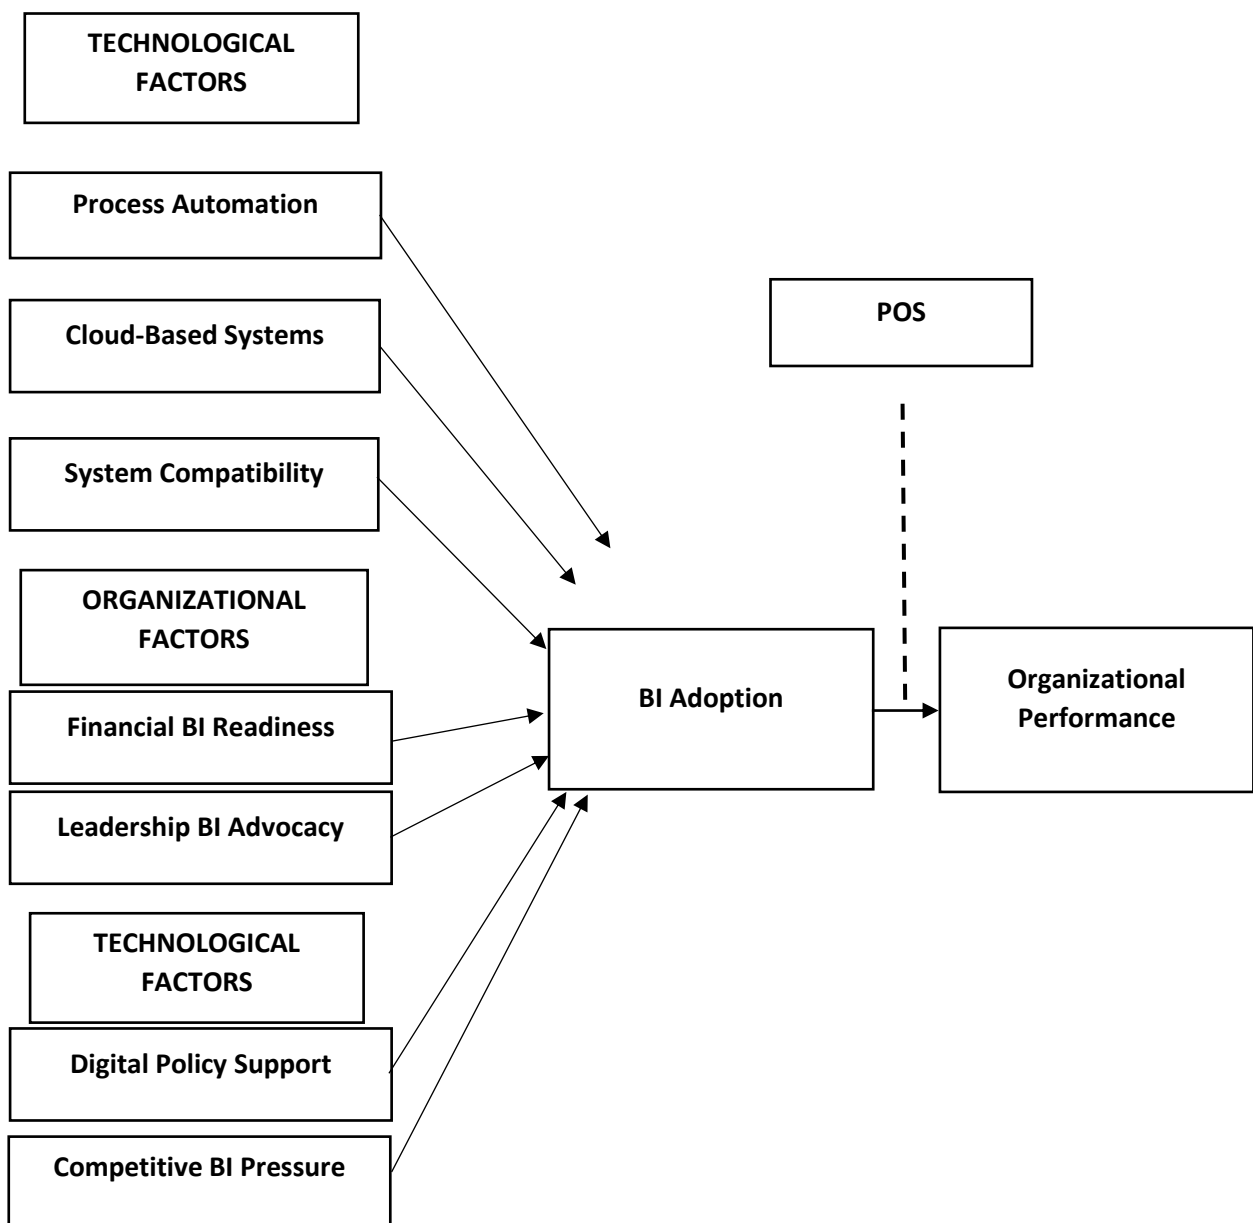 TECHNOLOGICAL
FACTORS
Process Automation
Cloud-Based Systems
System Compatibility
ORGANIZATIONAL
FACTORS
Financial BI Readiness
Leadership BI Advocacy
TECHNOLOGICAL
FACTORS
Digital Policy Support
Competitive BI Pressure
POS
BI Adoption
Organizational
Performance